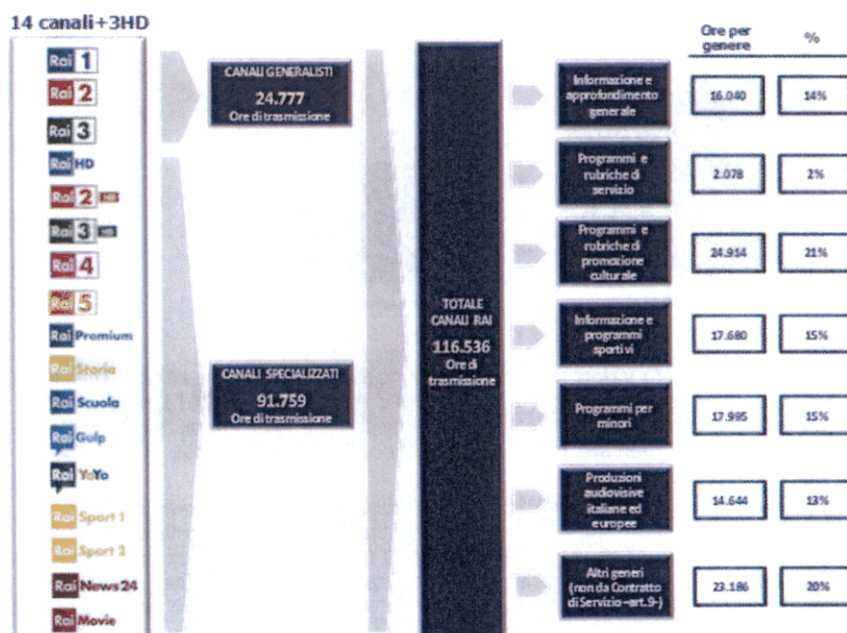 14 canali+3HD
Rai 1
Rai 2
Rai 3
Rai HD
Rai 2 HD
Rai 3 HD
Rai 4
Rai 5
Rai Premium
Rai Storia
Rai Scuola
Rai Gulp
Rai YoYo
Rai Sport 1
Rai Sport 2
Rai News24
Rai Movie
CANALI GENERALISTI
24.777
Ore di trasmissione
CANALI SPECIALIZZATI
91.759
Ore di trasmissione
TOTALE
CANALI RAI
116.536
Ore di
trasmissione
Ore per
genere
%
Informazione e
approfondimento
generale
16.040
14%
Programmi e
rubriche di
servizio
2.078
2%
Programmi e
rubriche di
promozione
culturale
24.914
21%
Informazione e
programmi
sportivi
17.680
15%
Programmi per
minori
17.995
15%
Produzioni
audiovisive
italiane ed
europee
14.644
13%
Altri generi
(non da Contratto
di Servizio –art.9-)
23.186
20%